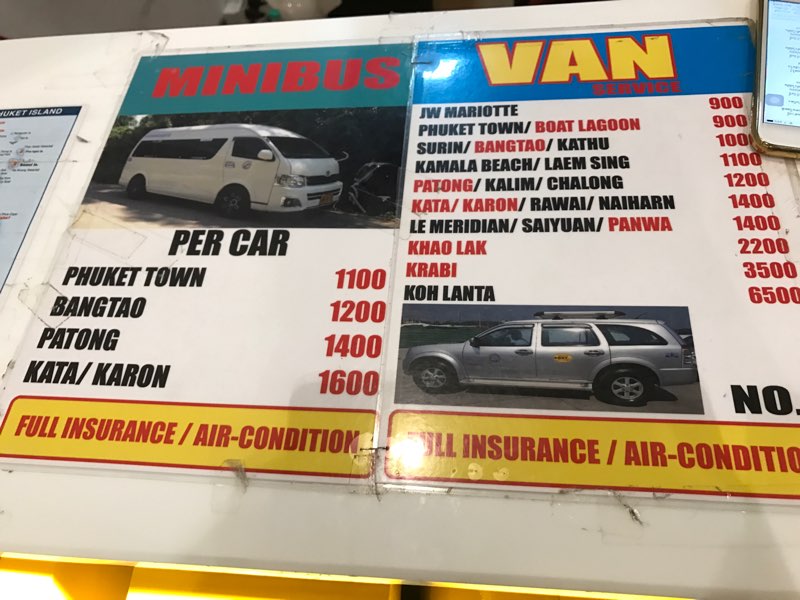 HUKET ISLAND
MINIBUS
PER CAR
PHUKET TOWN 1100
BANGTAO 1200
PATONG 1400
KATA/ KARON 1600
FULL INSURANCE / AIR-CONDITION
VAN
SERVICE
JW MARIOTTE 900
PHUKET TOWN/ BOAT LAGOON 900
SURIN/ BANGTAO/ KATHU 100
KAMALA BEACH/ LAEM SING 1100
PATONG/ KALIM/ CHALONG 1200
KATA/ KARON/ RAWAI/ NAIHARN 1400
LE MERIDIAN/ SAIYUAN/ PANWA 1400
KHAO LAK 2200
KRABI 3500
KOH LANTA 6500
NO.
FULL INSURANCE / AIR-CONDITIO